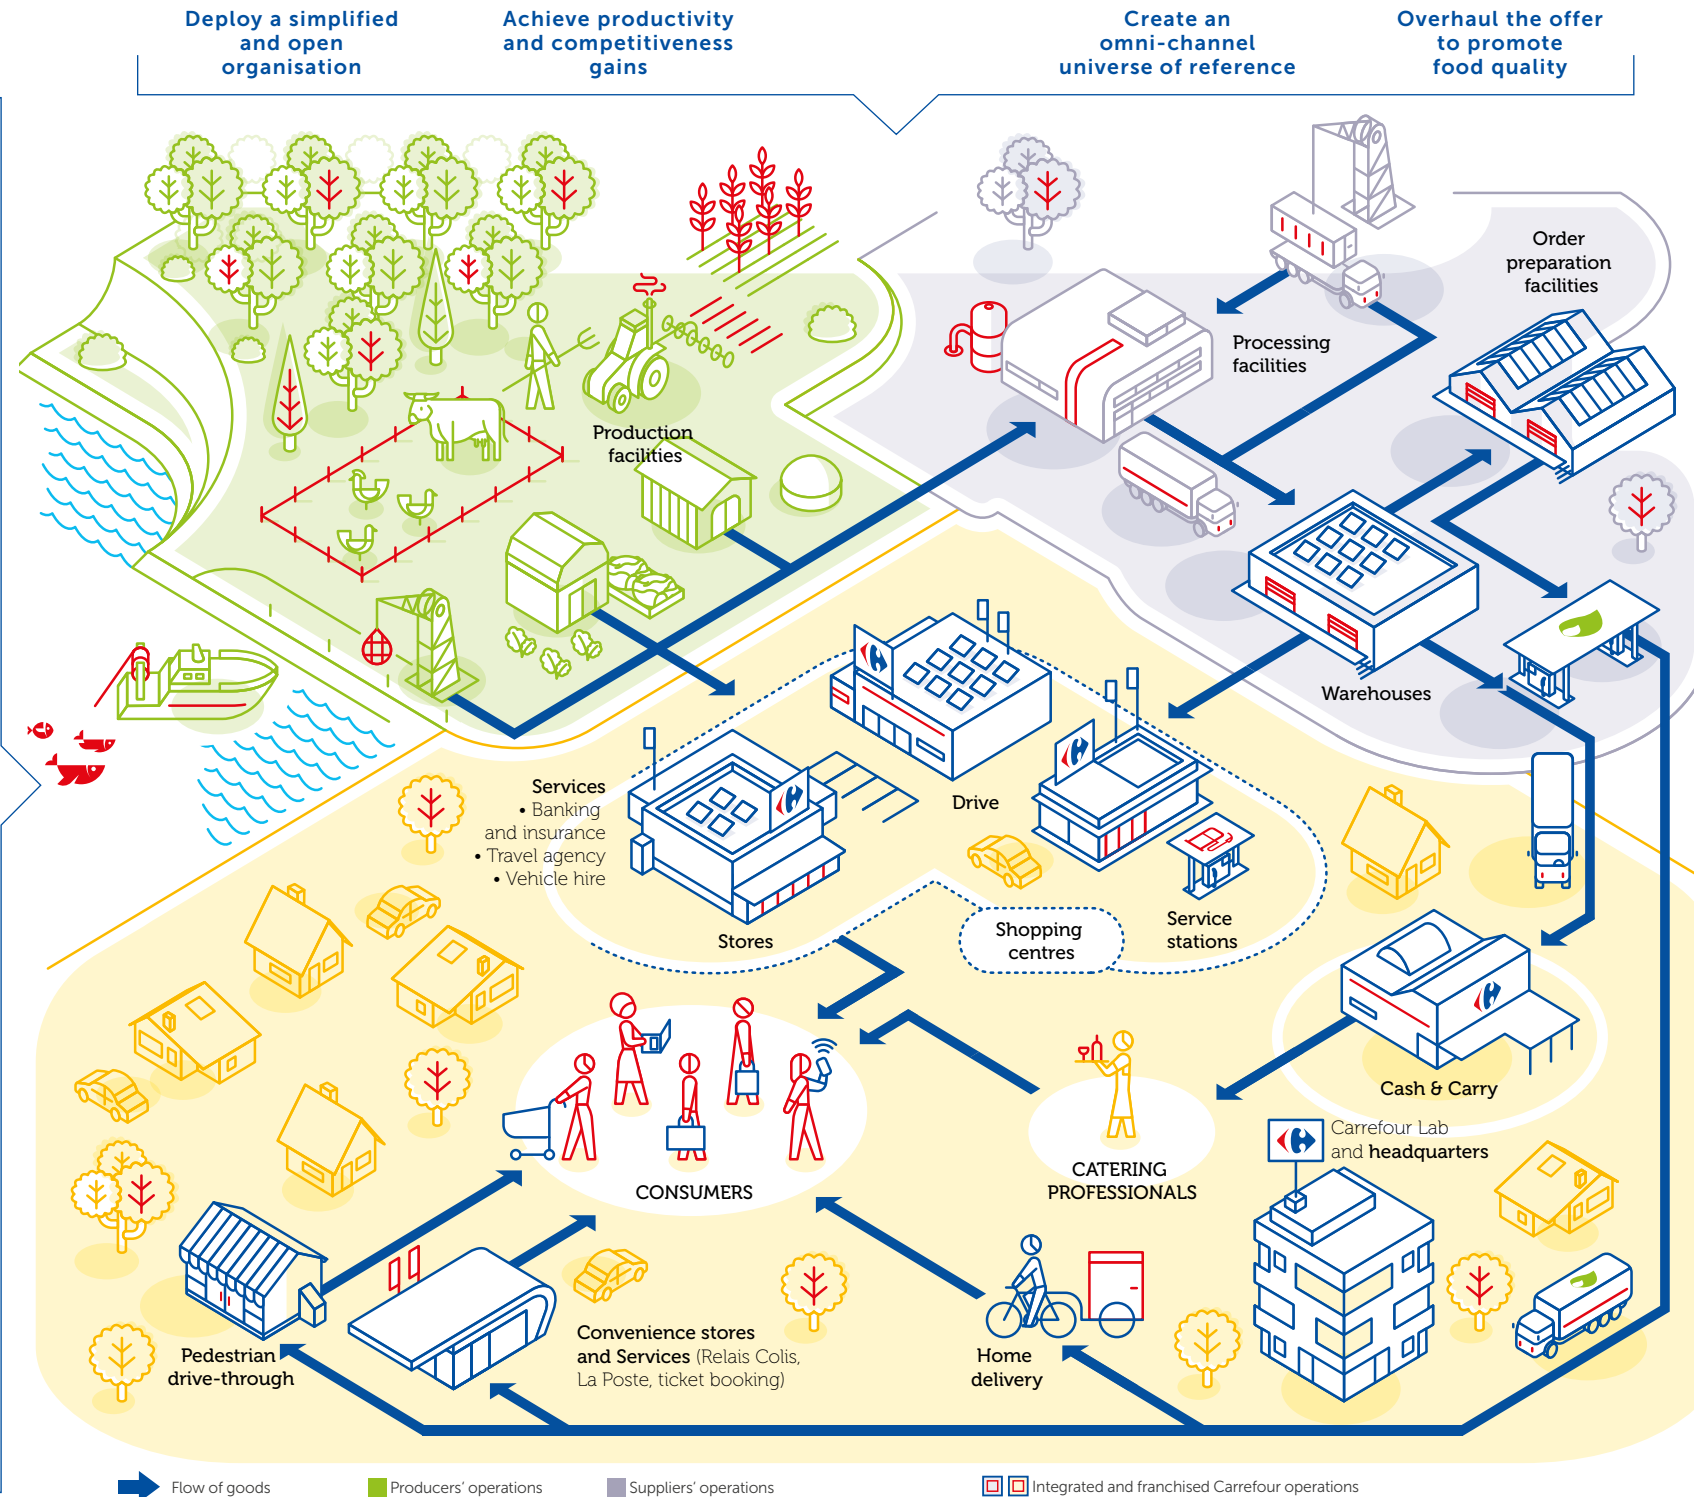 Deploy a simplified
and open
organisation
Achieve productivity
and competitiveness
gains
Create an
omni-channel
universe of reference
Overhaul the offer
to promote
food quality
Order
preparation
facilities
Processing
facilities
Production
facilities
Warehouses
Services
• Banking
and insurance
• Travel agency
• Vehicle hire
Drive
Stores
Shopping
centres
Service
stations
Cash & Carry
Carrefour Lab
and headquarters
CATERING
PROFESSIONALS
CONSUMERS
Pedestrian
drive-through
Convenience stores
and Services (Relais Colis,
La Poste, ticket booking)
Home
delivery
Flow of goods
Producers' operations
Suppliers' operations
Integrated and franchised Carrefour operations